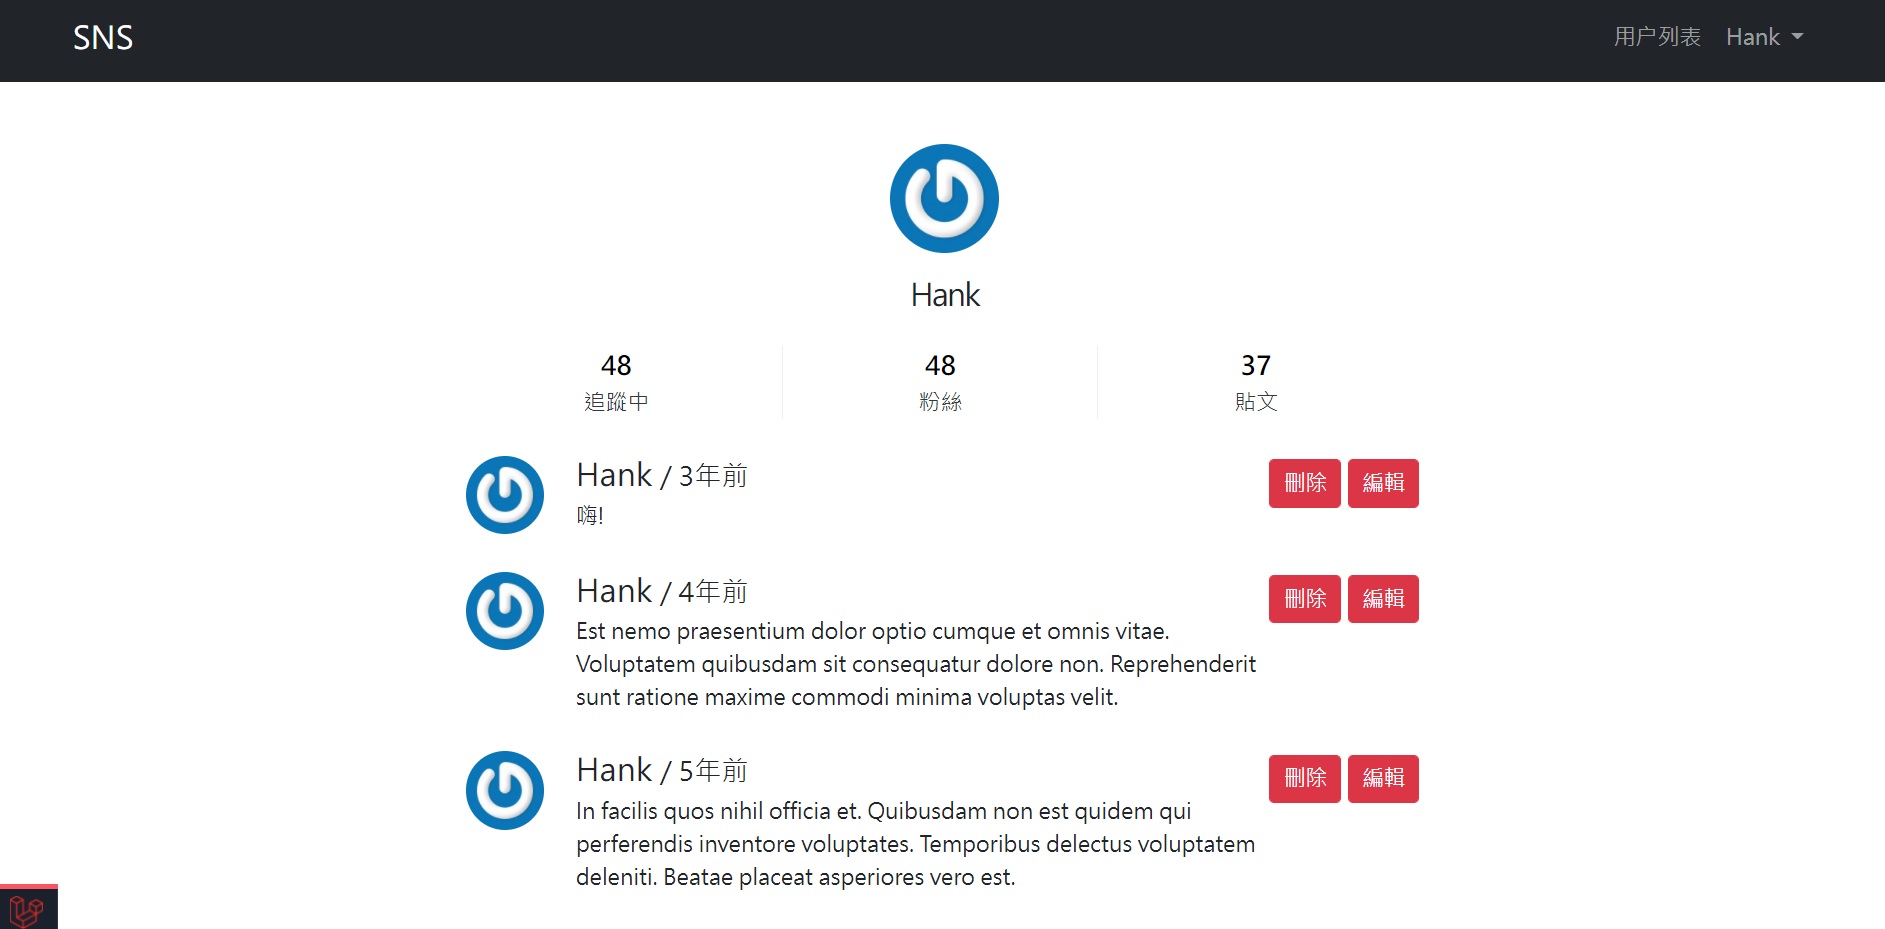 SNS
用户列表 Hank
Hank
48 48 37
追蹤中 粉絲 貼文
Hank / 3年前 刪除 編輯
嗨!
Hank / 4年前 刪除 編輯
Est nemo praesentium dolor optio cumque et omnis vitae.
Voluptatem quibusdam sit consequatur dolore non. Reprehenderit
sunt ratione maxime commodi minima voluptas velit.
Hank / 5年前 刪除 編輯
In facilis quos nihil officia et. Quibusdam non est quidem qui
perferendis inventore voluptates. Temporibus delectus voluptatem
deleniti. Beatae placeat asperiores vero est.